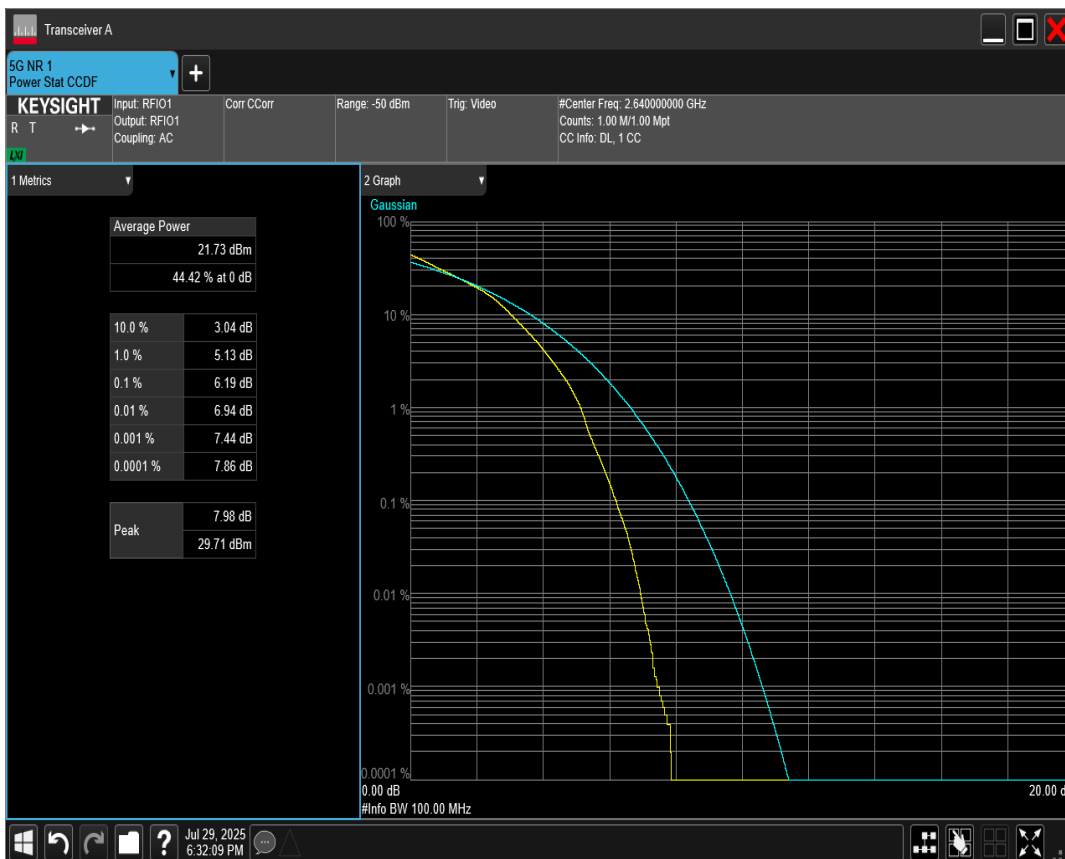 Transceiver A
5G NR 1
Power Stat CCDF
KEYSIGHT
R T
LXI
Input: RFIO1
Output: RFIO1
Coupling: AC
Corr CCorr
Range: -50 dBm
Trig: Video
#Center Freq: 2.640000000 GHz
Counts: 1.00 M/1.00 Mpt
CC Info: DL, 1 CC
1 Metrics
Average Power
21.73 dBm
44.42 % at 0 dB
10.0 % 3.04 dB
1.0 % 5.13 dB
0.1 % 6.19 dB
0.01 % 6.94 dB
0.001 % 7.44 dB
0.0001 % 7.86 dB
Peak 7.98 dB
29.71 dBm
2 Graph
Gaussian
100 %
10 %
1 %
0.1 %
0.01 %
0.001 %
0.0001 %
0.00 dB
20.00 d
#Info BW 100.00 MHz
?
Jul 29, 2025
6:32:09 PM